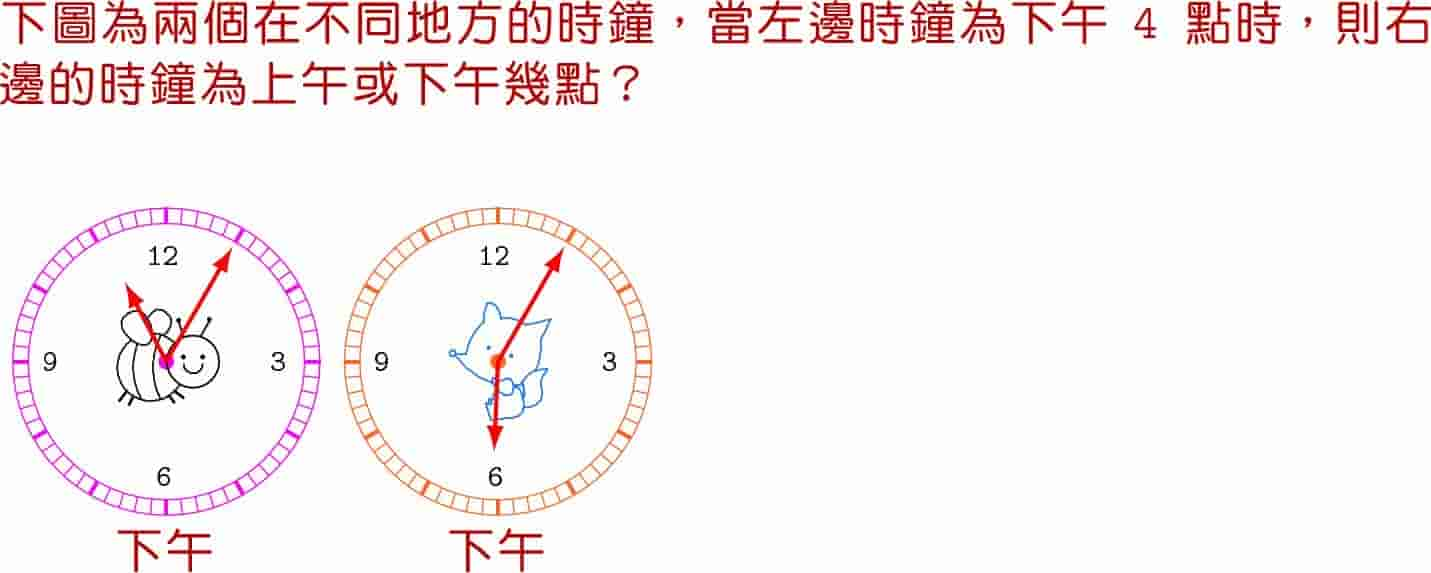 下圖為兩個在不同地方的時鐘，當左邊時鐘為下午 4 點時，則右
邊的時鐘為上午或下午幾點？
12 12
9 3 9 3
6 6
下午 下午